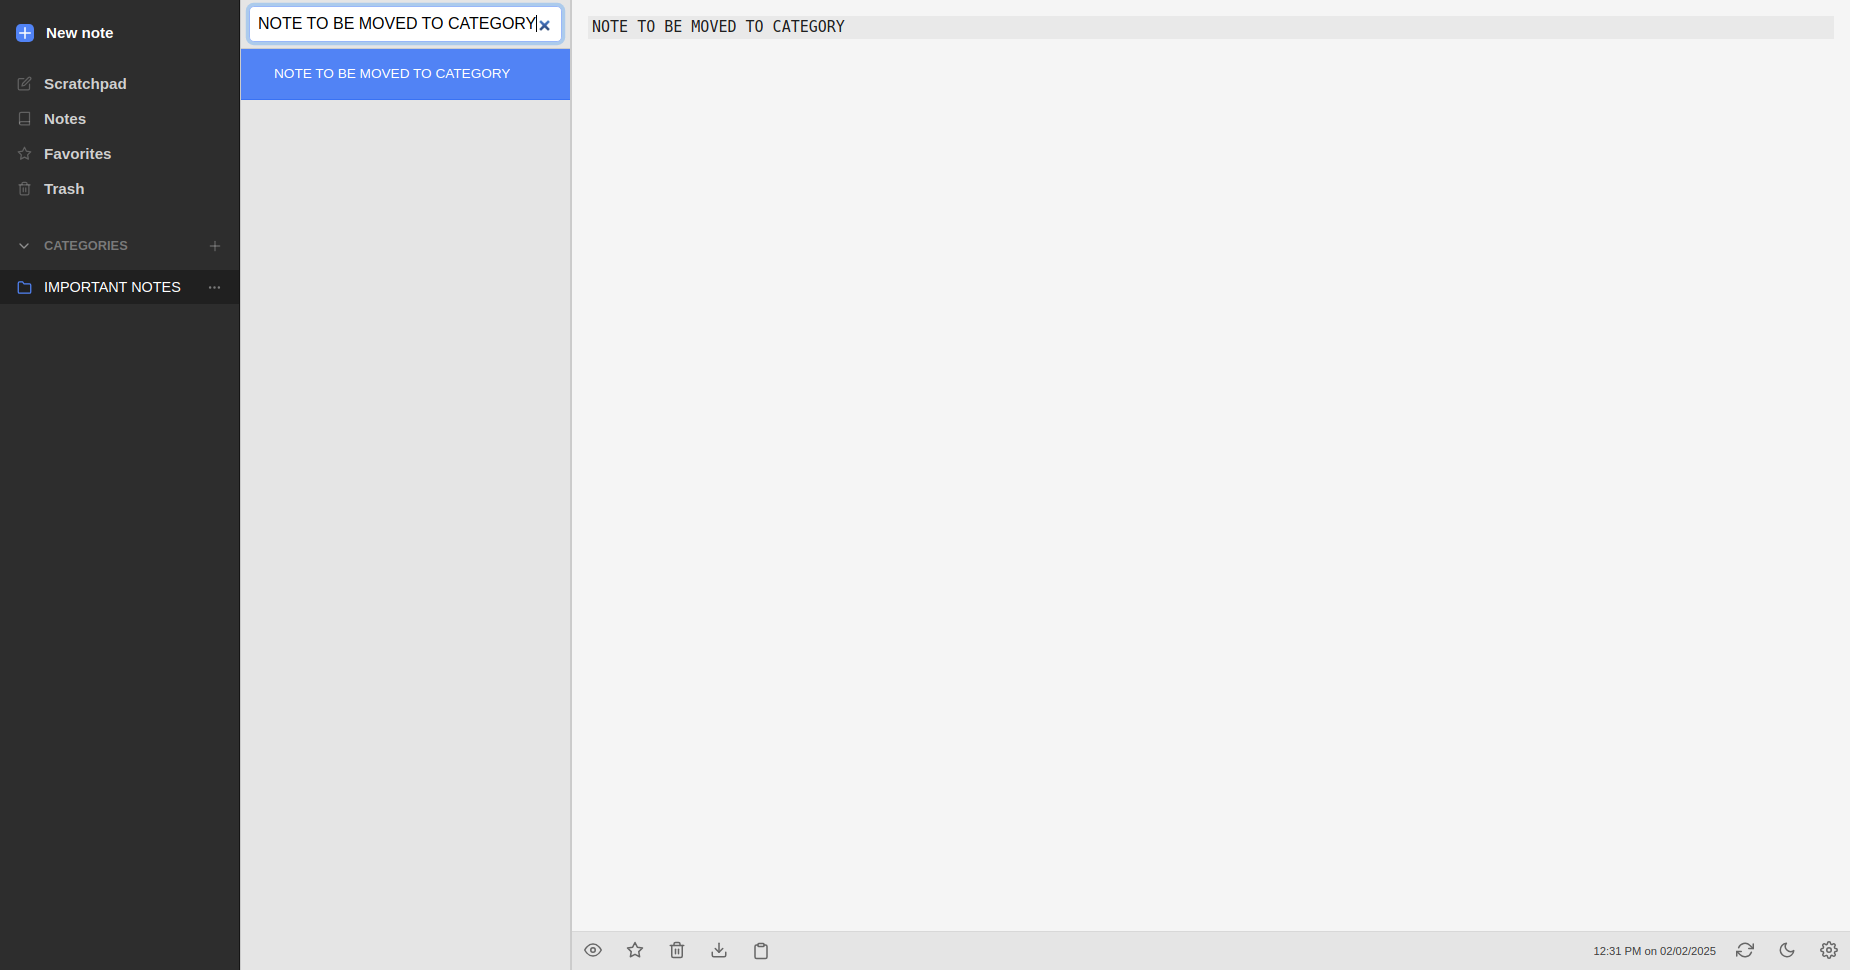 New note
Scratchpad
Notes
Favorites
Trash
CATEGORIES
IMPORTANT NOTES
NOTE TO BE MOVED TO CATEGORY
NOTE TO BE MOVED TO CATEGORY
NOTE TO BE MOVED TO CATEGORY
12:31 PM on 02/02/2025